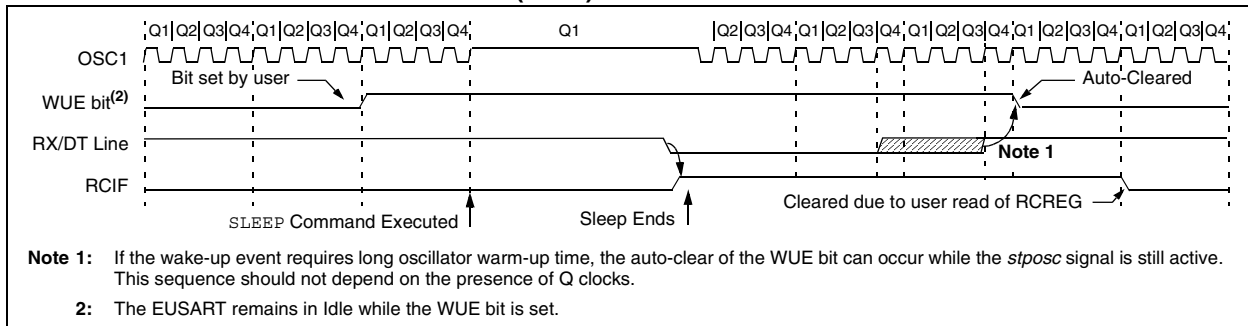 Q1 Q2 Q3 Q4 Q1 Q2 Q3 Q4 Q1 Q2 Q3 Q4 Q1 Q2 Q3 Q4 Q1 Q2 Q3 Q4 Q1 Q2 Q3 Q4 Q1 Q2 Q3 Q4 Q1 Q2 Q3 Q4
OSC1
Bit set by user
Auto-Cleared
WUE bit(2)
RX/DT Line
Note 1
RCIF
Cleared due to user read of RCREG
SLEEP Command Executed
Sleep Ends
Note 1: If the wake-up event requires long oscillator warm-up time, the auto-clear of the WUE bit can occur while the stposc signal is still active.
This sequence should not depend on the presence of Q clocks.
2: The EUSART remains in Idle while the WUE bit is set.